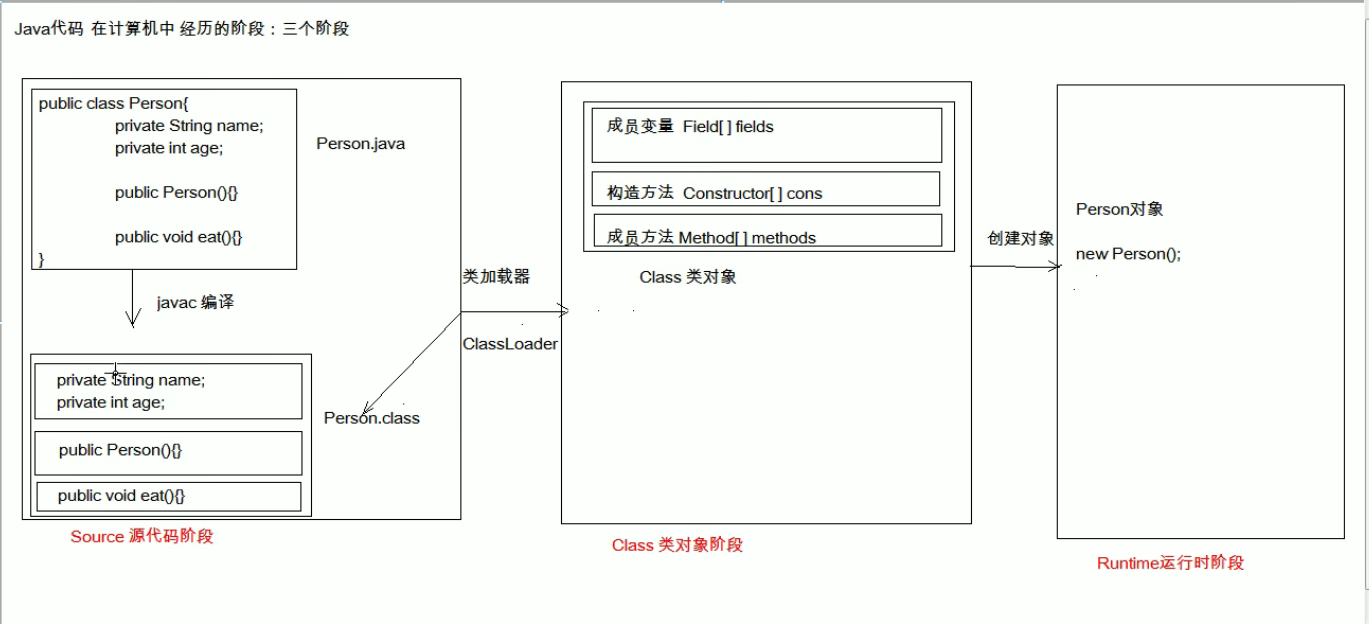 Java代码 在计算机中 经历的阶段：三个阶段
public class Person{
private String name;
private int age;
public Person(){}
public void eat(){}
}
Person.java
javac 编译
private String name;
private int age;
public Person(){}
public void eat(){}
Person.class
Source 源代码阶段
类加载器
ClassLoader
成员变量 Field[ ] fields
构造方法 Constructor[ ] cons
成员方法 Method[ ] methods
Class 类对象
Class 类对象阶段
创建对象
Person对象
new Person();
Runtime运行时阶段